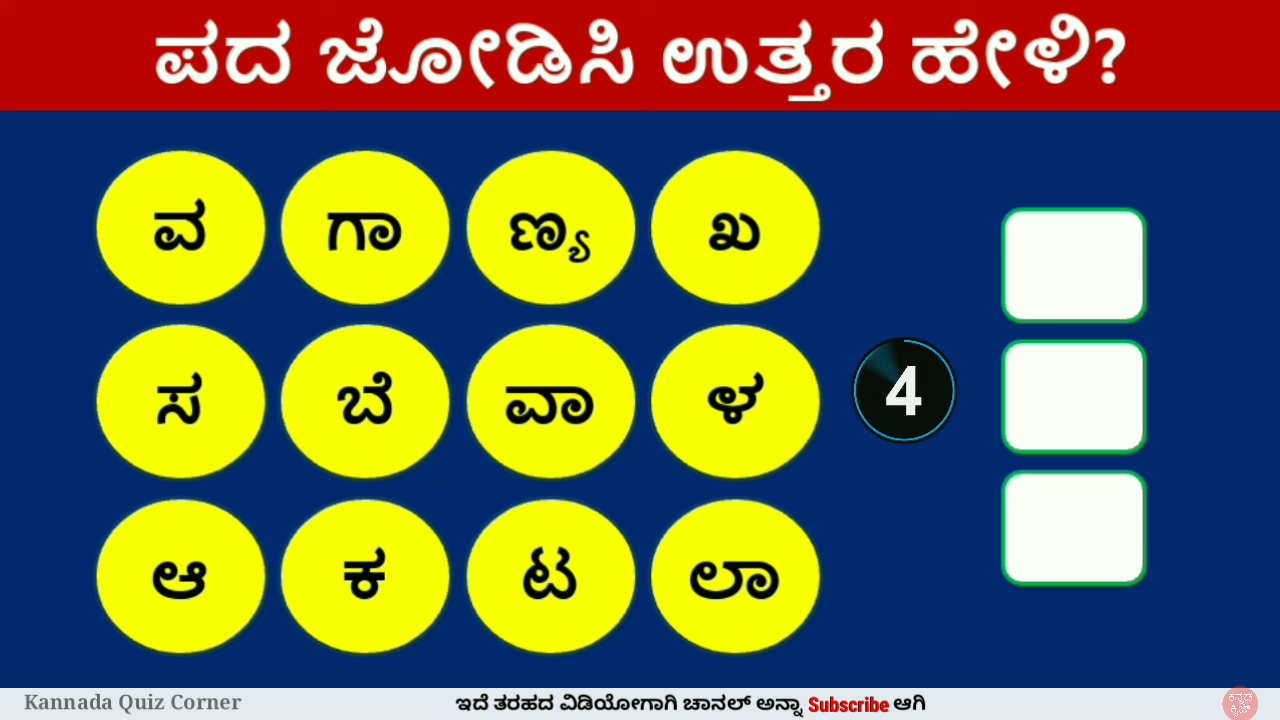 ಪದ ಜೋಡಿಸಿ ಉತ್ತರ ಹೇಳಿ?
ವ ಗಾ ಣ್ಯ ಖ
ಸ ಬೆ ವಾ ಳ
4
ಆ ಕ ಟ ಲಾ
Kannada Quiz Corner
ಇದೆ ತರಹದ ವಿಡಿಯೋಗಾಗಿ ಚಾನಲ್ ಅನ್ನಾ Subscribe ಆಗಿ